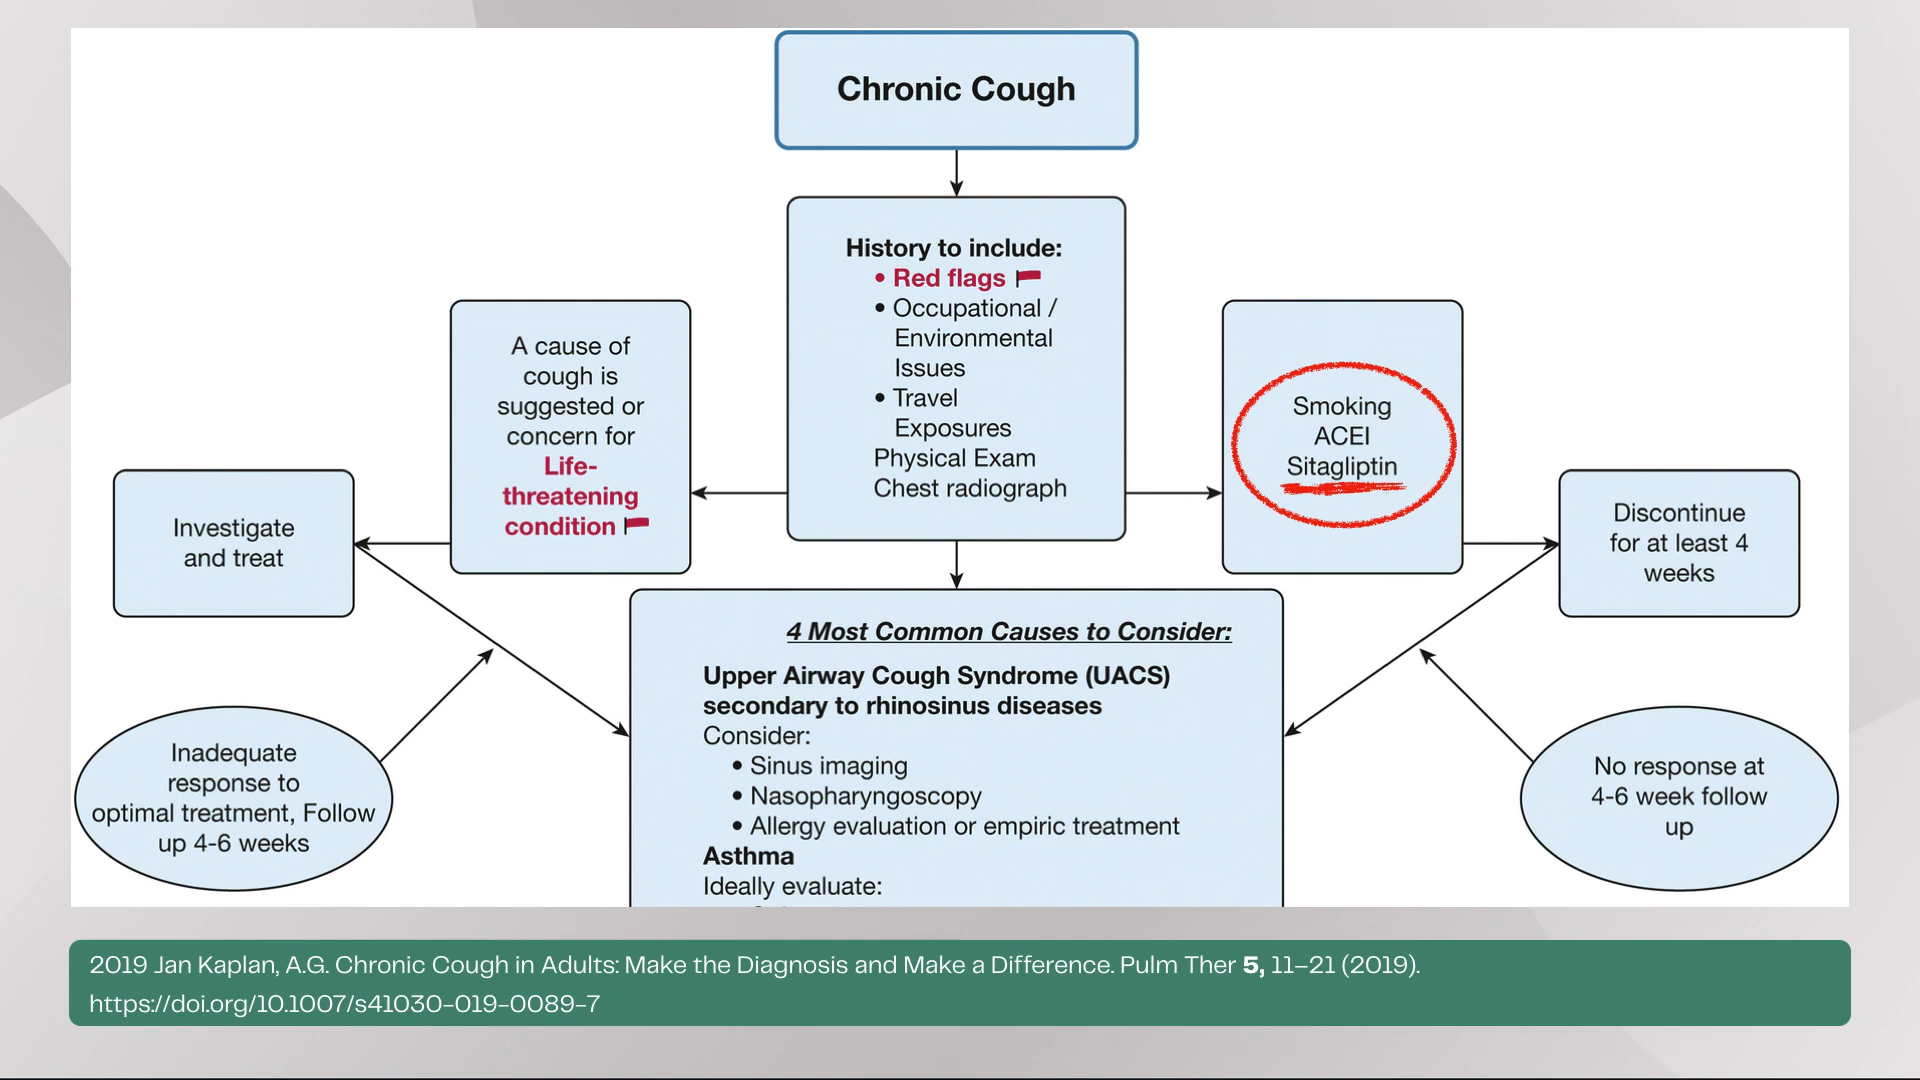 Chronic Cough
History to include:
• Red flags
• Occupational /
Environmental
Issues
• Travel
Exposures
Physical Exam
Chest radiograph
A cause of
cough is
suggested or
concern for
Life-
threatening
condition
Smoking
ACEI
Sitagliptin
Investigate
and treat
Discontinue
for at least 4
weeks
4 Most Common Causes to Consider:
Upper Airway Cough Syndrome (UACS)
secondary to rhinosinus diseases
Consider:
• Sinus imaging
• Nasopharyngoscopy
• Allergy evaluation or empiric treatment
Asthma
Ideally evaluate:
Inadequate
response to
optimal treatment, Follow
up 4-6 weeks
No response at
4-6 week follow
up
2019 Jan Kaplan, A.G. Chronic Cough in Adults: Make the Diagnosis and Make a Difference. Pulm Ther 5, 11–21 (2019).
https://doi.org/10.1007/s41030-019-0089-7